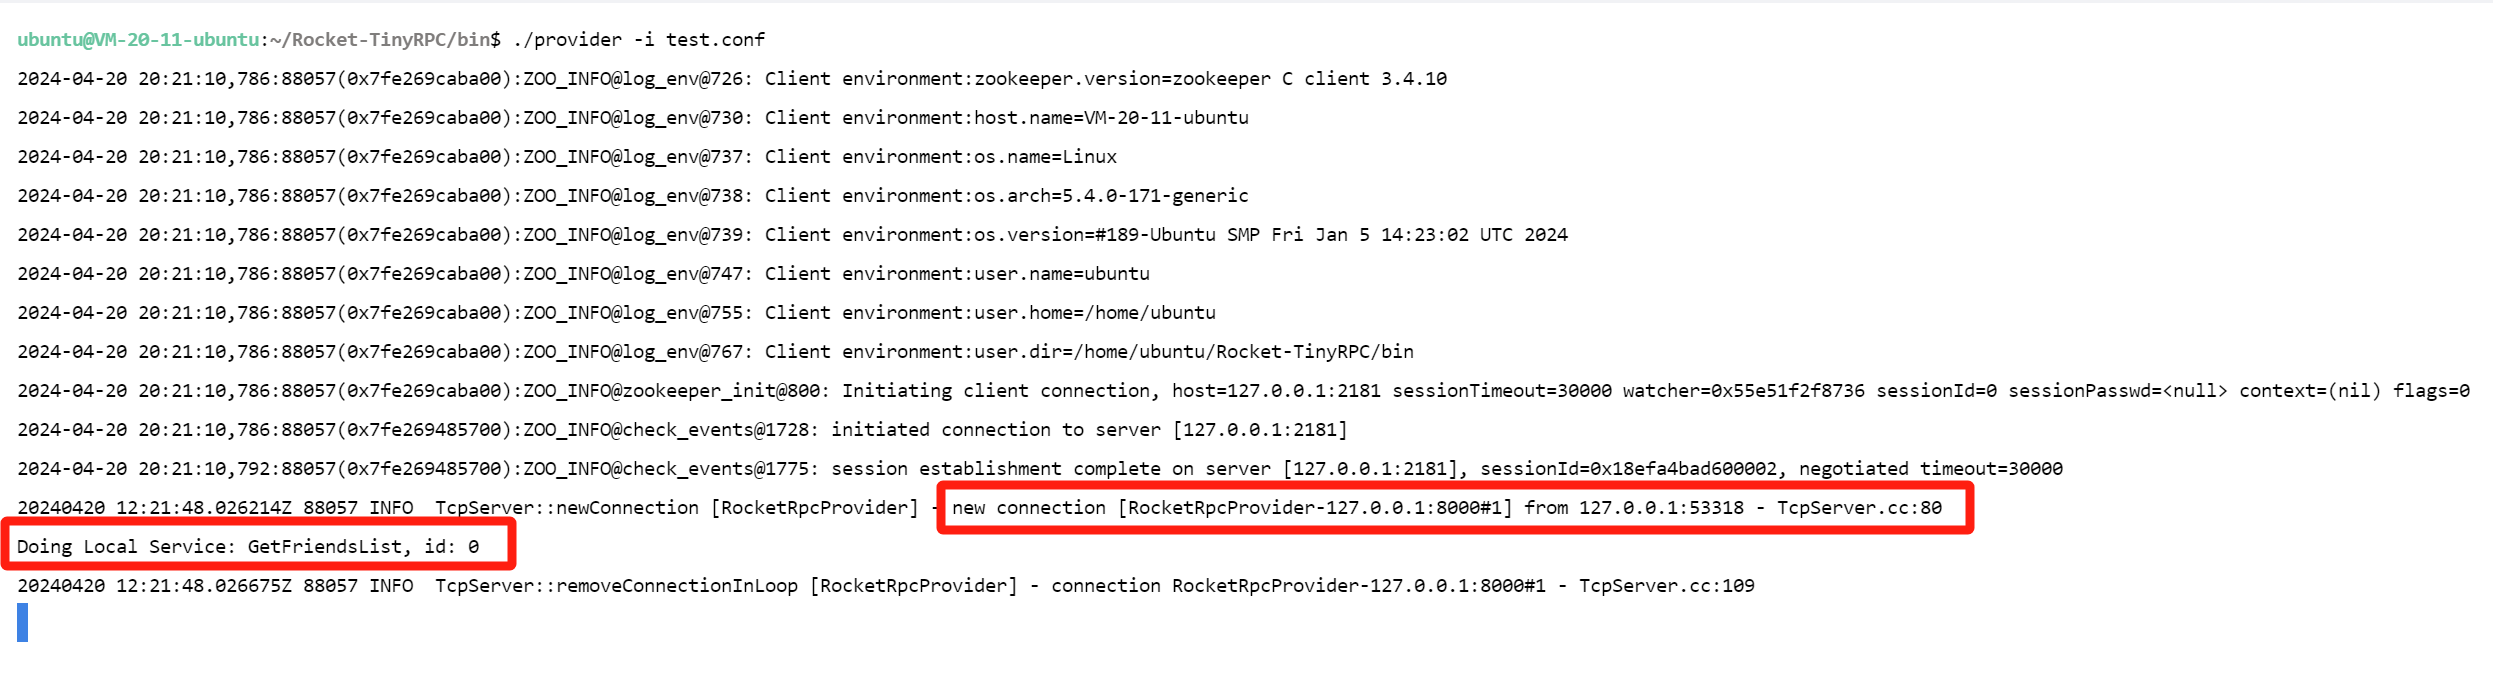 ubuntu@VM-20-11-ubuntu:~/Rocket-TinyRPC/bin$ ./provider -i test.conf
2024-04-20 20:21:10,786:88057(0x7fe269caba00):ZOO_INFO@log_env@726: Client environment:zookeeper.version=zookeeper C client 3.4.10
2024-04-20 20:21:10,786:88057(0x7fe269caba00):ZOO_INFO@log_env@730: Client environment:host.name=VM-20-11-ubuntu
2024-04-20 20:21:10,786:88057(0x7fe269caba00):ZOO_INFO@log_env@737: Client environment:os.name=Linux
2024-04-20 20:21:10,786:88057(0x7fe269caba00):ZOO_INFO@log_env@738: Client environment:os.arch=5.4.0-171-generic
2024-04-20 20:21:10,786:88057(0x7fe269caba00):ZOO_INFO@log_env@739: Client environment:os.version=#189-Ubuntu SMP Fri Jan 5 14:23:02 UTC 2024
2024-04-20 20:21:10,786:88057(0x7fe269caba00):ZOO_INFO@log_env@747: Client environment:user.name=ubuntu
2024-04-20 20:21:10,786:88057(0x7fe269caba00):ZOO_INFO@log_env@755: Client environment:user.home=/home/ubuntu
2024-04-20 20:21:10,786:88057(0x7fe269caba00):ZOO_INFO@log_env@767: Client environment:user.dir=/home/ubuntu/Rocket-TinyRPC/bin
2024-04-20 20:21:10,786:88057(0x7fe269caba00):ZOO_INFO@zookeeper_init@800: Initiating client connection, host=127.0.0.1:2181 sessionTimeout=30000 watcher=0x55e51f2f8736 sessionId=0 sessionPasswd=<null> context=(nil) flags=0
2024-04-20 20:21:10,786:88057(0x7fe269485700):ZOO_INFO@check_events@1728: initiated connection to server [127.0.0.1:2181]
2024-04-20 20:21:10,792:88057(0x7fe269485700):ZOO_INFO@check_events@1775: session establishment complete on server [127.0.0.1:2181], sessionId=0x18efa4bad600002, negotiated timeout=30000
20240420 12:21:48.026214Z 88057 INFO  TcpServer::newConnection [RocketRpcProvider] - new connection [RocketRpcProvider-127.0.0.1:8000#1] from 127.0.0.1:53318 - TcpServer.cc:80
Doing Local Service: GetFriendsList, id: 0
20240420 12:21:48.026675Z 88057 INFO  TcpServer::removeConnectionInLoop [RocketRpcProvider] - connection RocketRpcProvider-127.0.0.1:8000#1 - TcpServer.cc:109